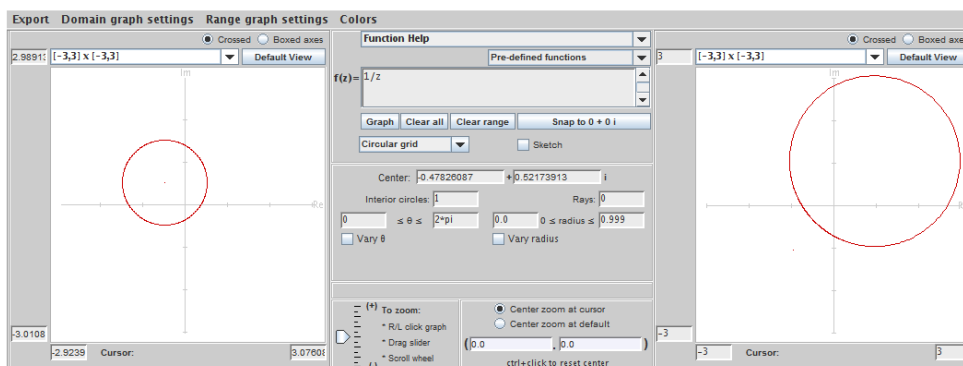 Export Domain graph settings Range graph settings Colors
Crossed Boxed axes
2.9891
[-3,3] x [-3,3]
Default View
Im
Re
-3.0108
-2.9239 Cursor: 3.07608
Function Help
Pre-defined functions
f(z)= 1/z
Graph Clear all Clear range Snap to 0 + 0 i
Circular grid Sketch
Center: -0.47826087 + 0.52173913 i
Interior circles: 1 Rays: 0
0 ≤ θ ≤ 2*pi 0.0 0 ≤ radius ≤ 0.999
Vary θ Vary radius
(+) To zoom:
* R/L click graph
* Drag slider
* Scroll wheel
(-)
Center zoom at cursor
Center zoom at default
( 0.0 , 0.0 )
ctrl+click to reset center
Crossed Boxed axe
3 [-3,3] x [-3,3] Default View
Im
Re
-3
-3 Cursor: 3